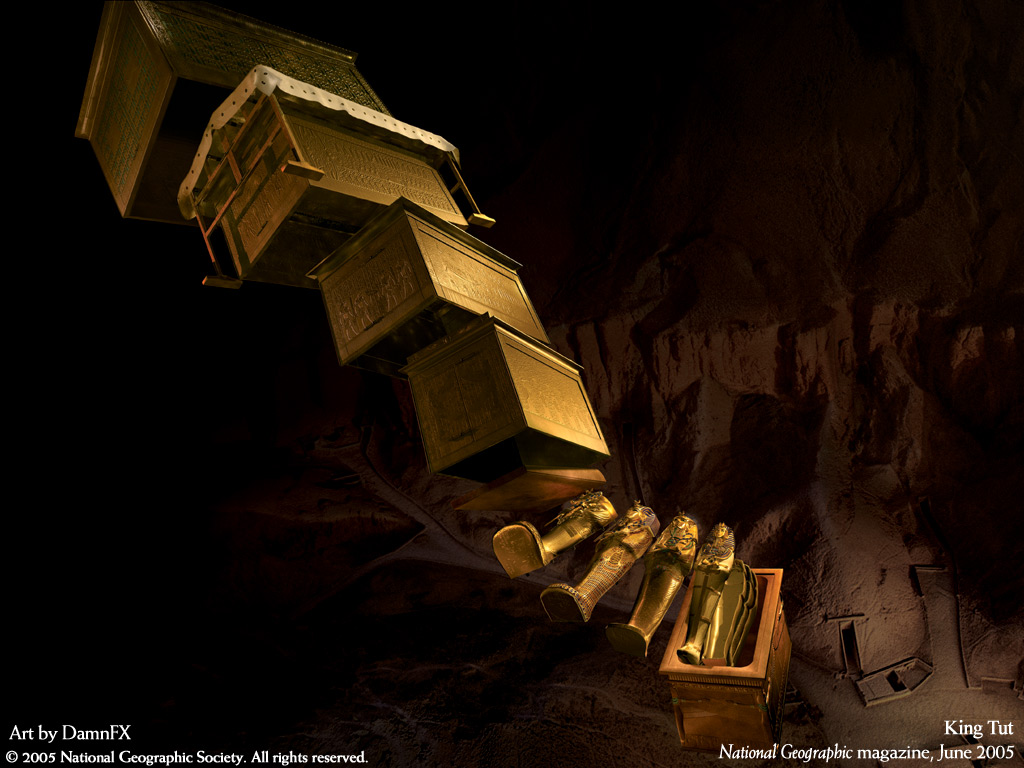 Art by DamnFX
© 2005 National Geographic Society. All rights reserved.
King Tut
National Geographic magazine, June 2005